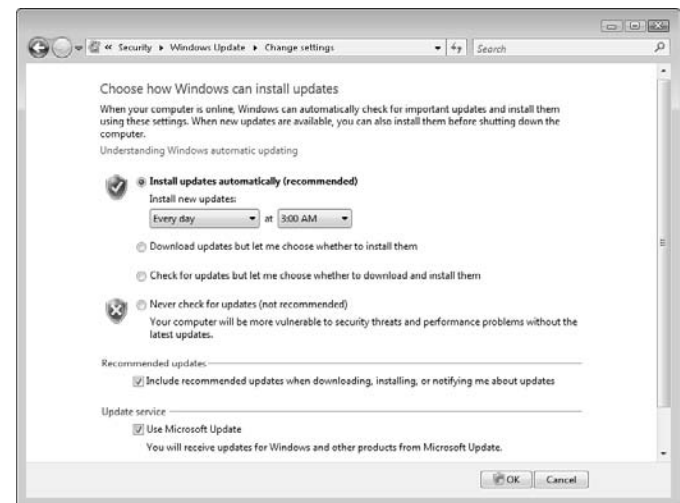 « Security ▸ Windows Update ▸ Change settings
Search
Choose how Windows can install updates
When your computer is online, Windows can automatically check for important updates and install them
using these settings. When new updates are available, you can also install them before shutting down the
computer.
Understanding Windows automatic updating
Install updates automatically (recommended)
Install new updates:
Every day at 3:00 AM
Download updates but let me choose whether to install them
Check for updates but let me choose whether to download and install them
Never check for updates (not recommended)
Your computer will be more vulnerable to security threats and performance problems without the
latest updates.
Recommended updates
Include recommended updates when downloading, installing, or notifying me about updates
Update service
Use Microsoft Update
You will receive updates for Windows and other products from Microsoft Update.
OK Cancel